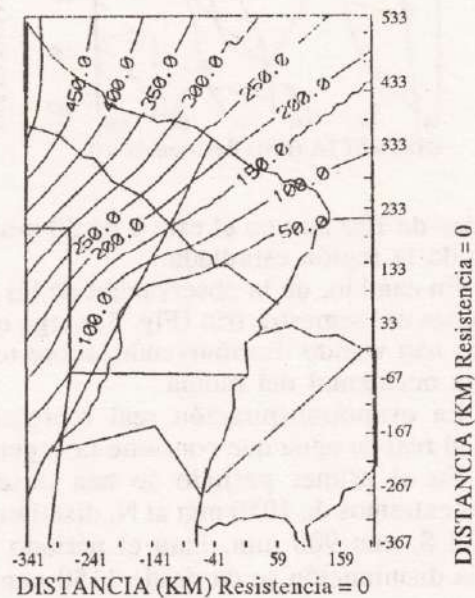 533
450.0 400.0 350.0 300.0 250.0 200.0
433
333
150.0 100.0 50.0
233
250.0
200.0
133
100.0
33
-67
-167
-267
-367
-341 -241 -141 -41 59 159
DISTANCIA (KM) Resistencia = 0
DISTANCIA (KM) Resistencia = 0